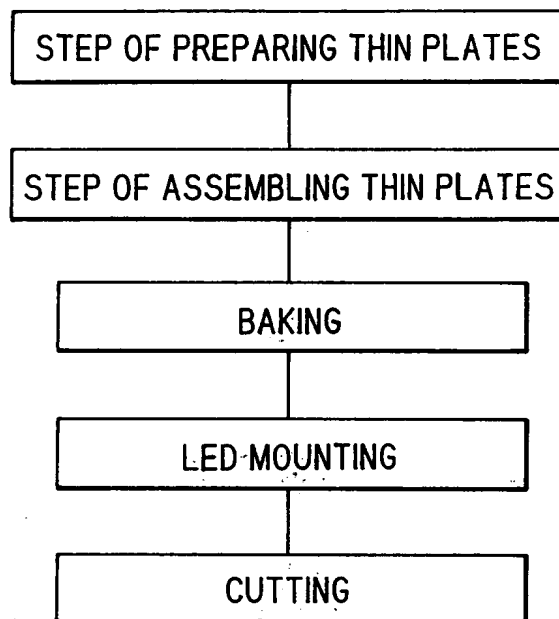 STEP OF PREPARING THIN PLATES
STEP OF ASSEMBLING THIN PLATES
BAKING
LED MOUNTING
CUTTING